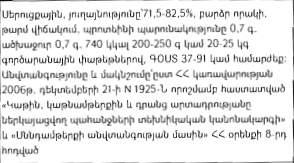 Սերուցքային, յուղայնությունը՝71,5-82,5%, բարձր որակի,
թարմ վիճակում, պրոտեինի պարունակությունը 0,7 գ.
ածխաջուր 0,7 գ. 740 կկալ 200-250 գ կամ 20-25 կգ
գործարանային փաթեթներով, ԳՕՍՏ 37-91 կամ համարժեք:
Անվտանգությունը և մակնշումը՝ըստ ՀՀ կառավարության
2006թ. դեկտեմբերի 21-ի N 1925-Ն որոշմամբ հաստատված
«Կաթին, կաթնամթերքին և դրանց արտադրությանը
ներկայացվող պահանջների տեխնիկական կանոնակարգի»
և «Սննդամթերքի անվտանգության մասին» ՀՀ օրենքի 8-րդ
հոդված